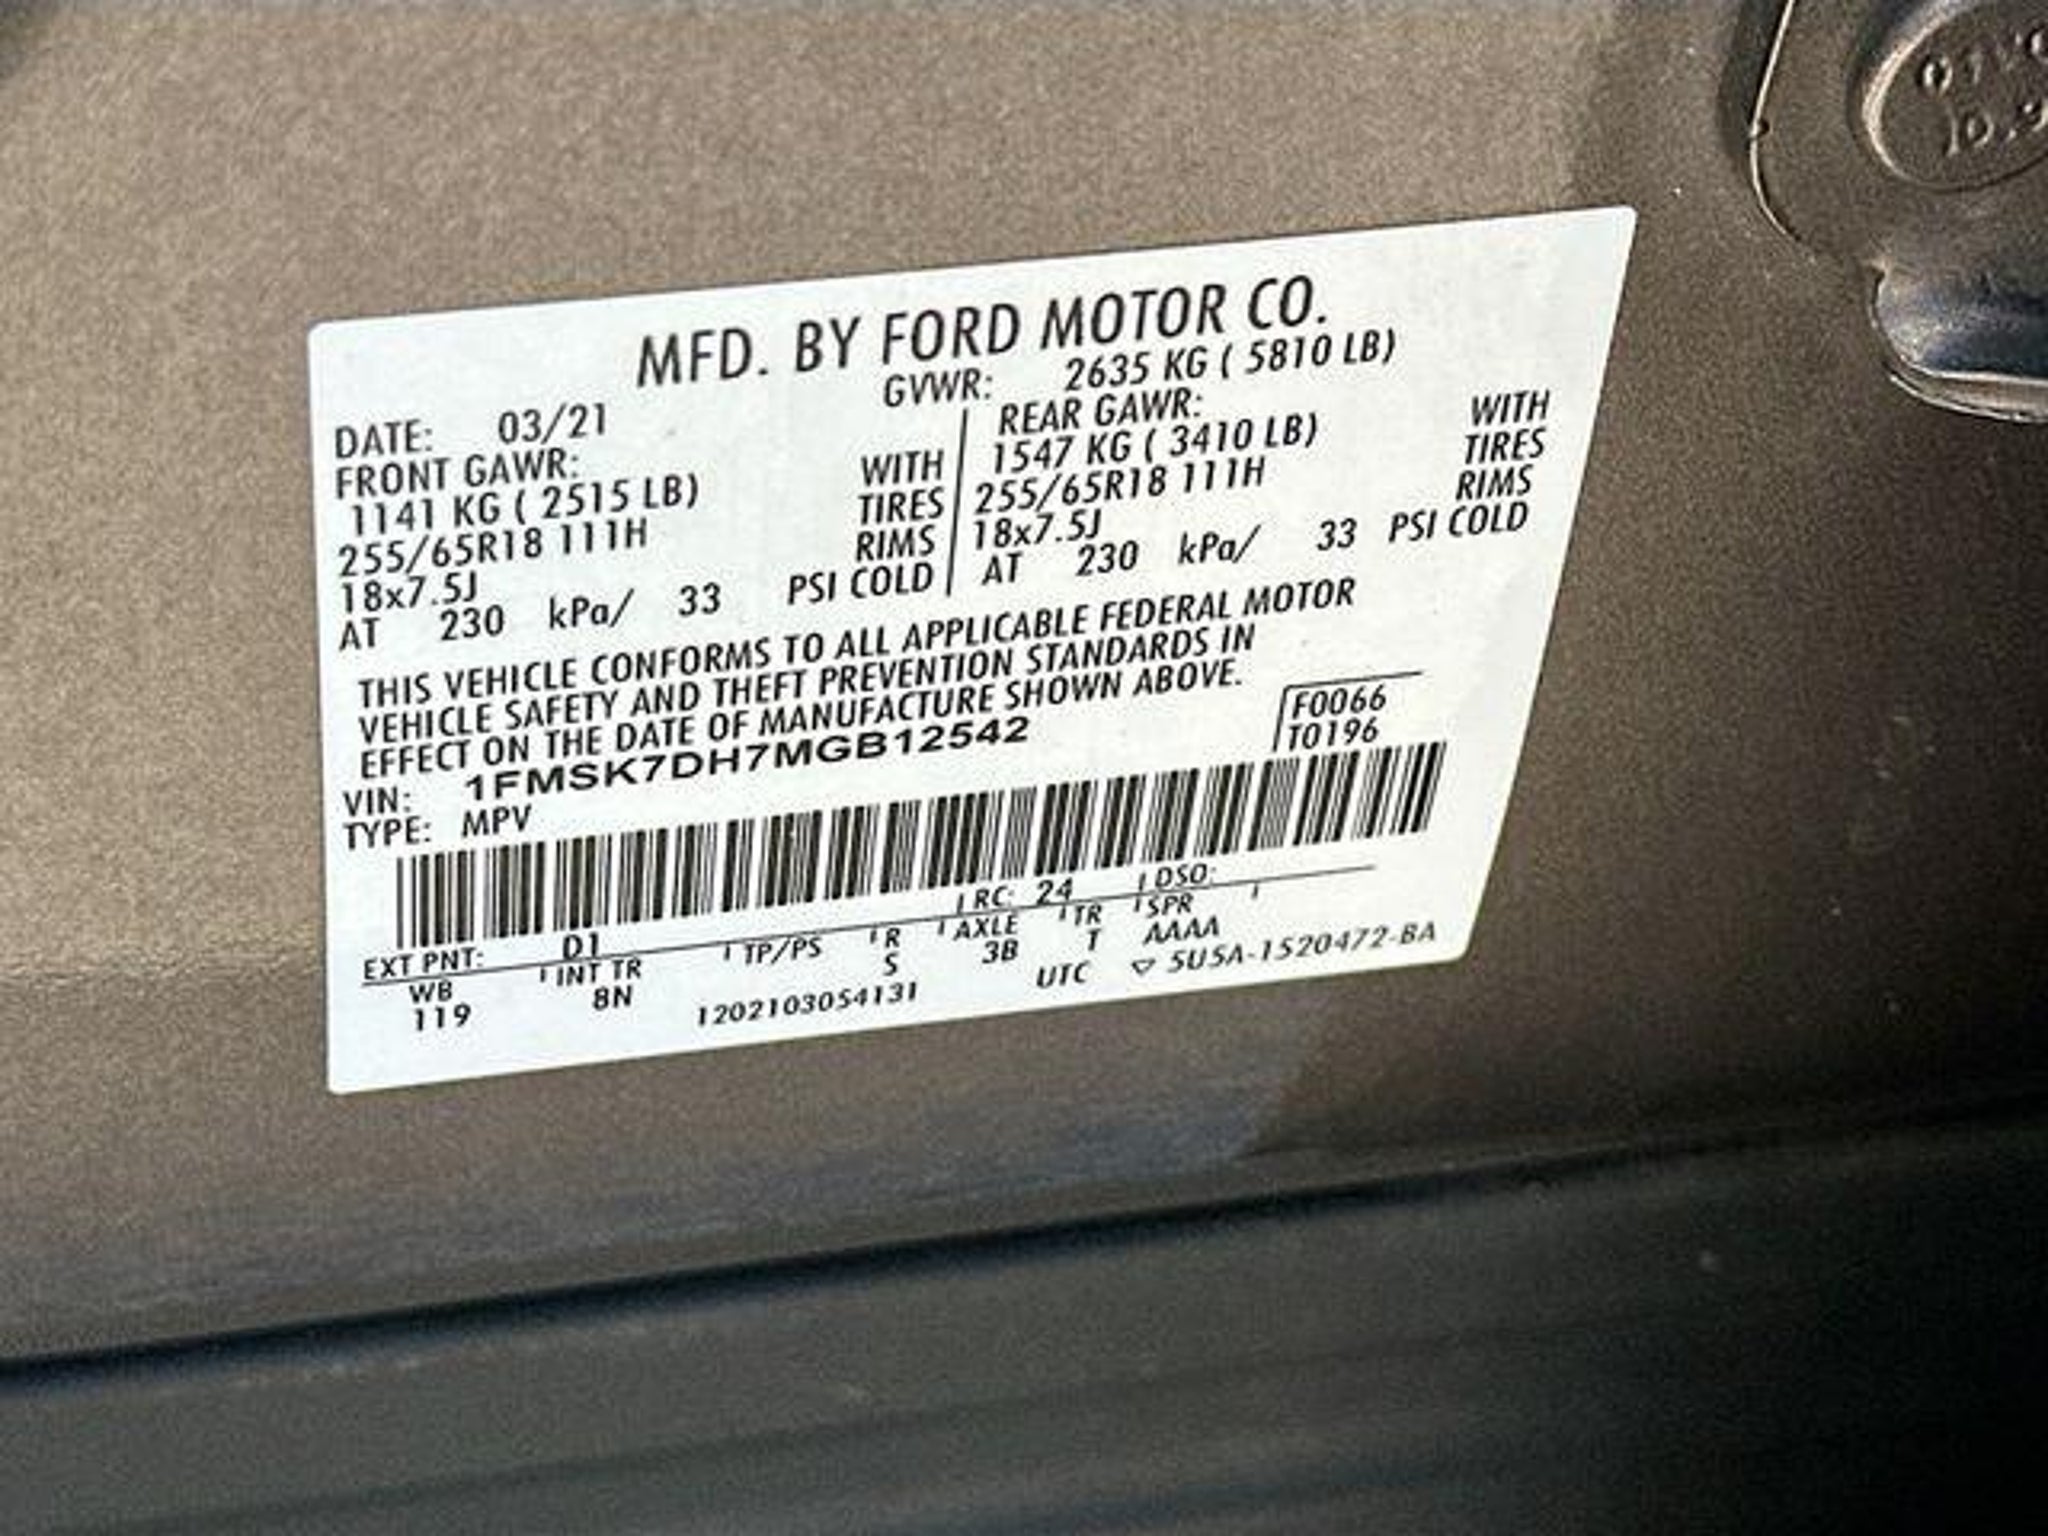 MFD. BY FORD MOTOR CO.
DATE: 03/21 GVWR: 2635 KG ( 5810 LB)
FRONT GAWR: REAR GAWR:
1141 KG ( 2515 LB) WITH 1547 KG ( 3410 LB) WITH
255/65R18 111H TIRES 255/65R18 111H TIRES
18x7.5J RIMS 18x7.5J RIMS
AT 230 kPa/ 33 PSI COLD AT 230 kPa/ 33 PSI COLD
THIS VEHICLE CONFORMS TO ALL APPLICABLE FEDERAL MOTOR
VEHICLE SAFETY AND THEFT PREVENTION STANDARDS IN
EFFECT ON THE DATE OF MANUFACTURE SHOWN ABOVE.
F0066
VIN: 1FMSK7DH7MGB12542 T0196
TYPE: MPV
EXT PNT: D1 RC: 24 DSO:
WB INT TR TP/PS R AXLE TR SPR
119 8N S 3B T AAAA
1202103054131 UTC ▽ 5U5A-1520472-BA